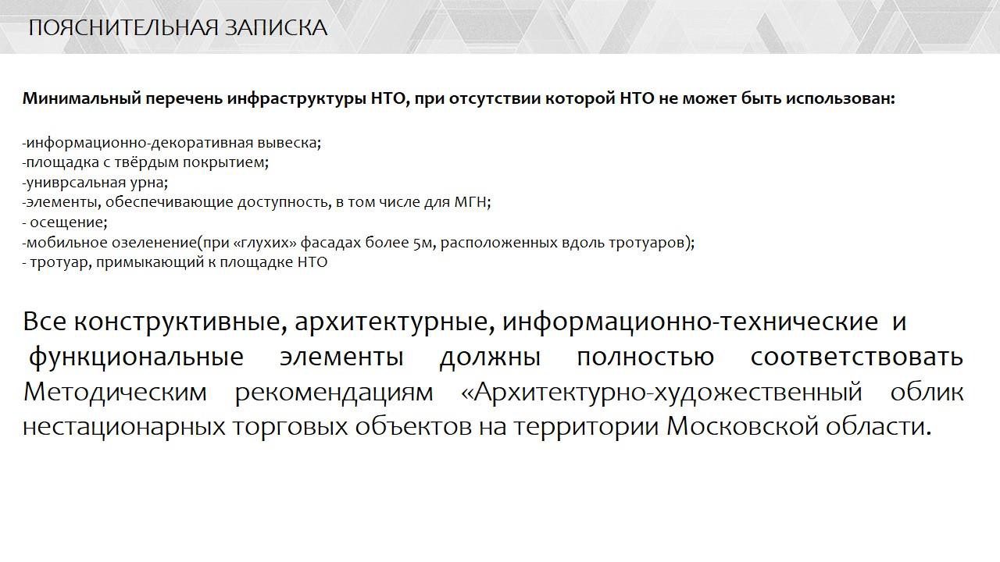 ПОЯСНИТЕЛЬНАЯ ЗАПИСКА
Минимальный перечень инфраструктуры НТО, при отсутствии которой НТО не может быть использован:
-информационно-декоративная вывеска;
-площадка с твёрдым покрытием;
-униврсальная урна;
-элементы, обеспечивающие доступность, в том числе для МГН;
- осещение;
-мобильное озеленение(при «глухих» фасадах более 5м, расположенных вдоль тротуаров);
- тротуар, примыкающий к площадке НТО
Все конструктивные, архитектурные, информационно-технические и
функциональные элементы должны полностью соответствовать
Методическим рекомендациям «Архитектурно-художественный облик
нестационарных торговых объектов на территории Московской области.